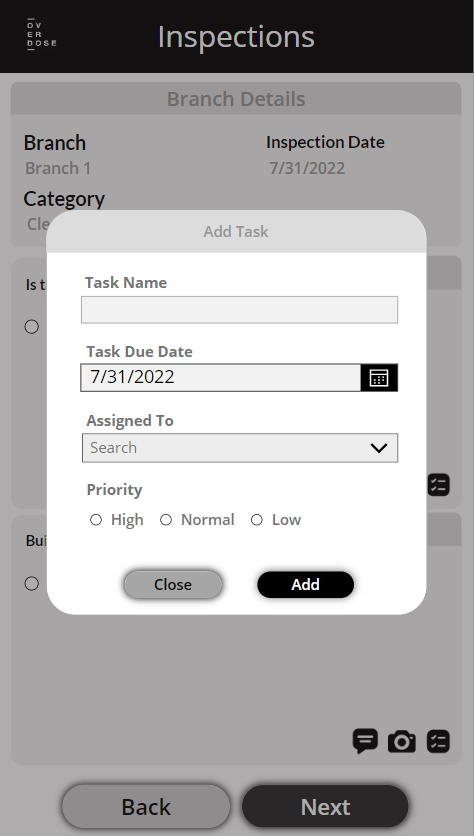 OV
ER
DOSE
Inspections
Branch Details
Branch
Inspection Date
Branch 1
7/31/2022
Category
Cle
Add Task
Is t
Task Name
Task Due Date
7/31/2022
Assigned To
Search
Priority
High Normal Low
Bui
Close Add
Back Next